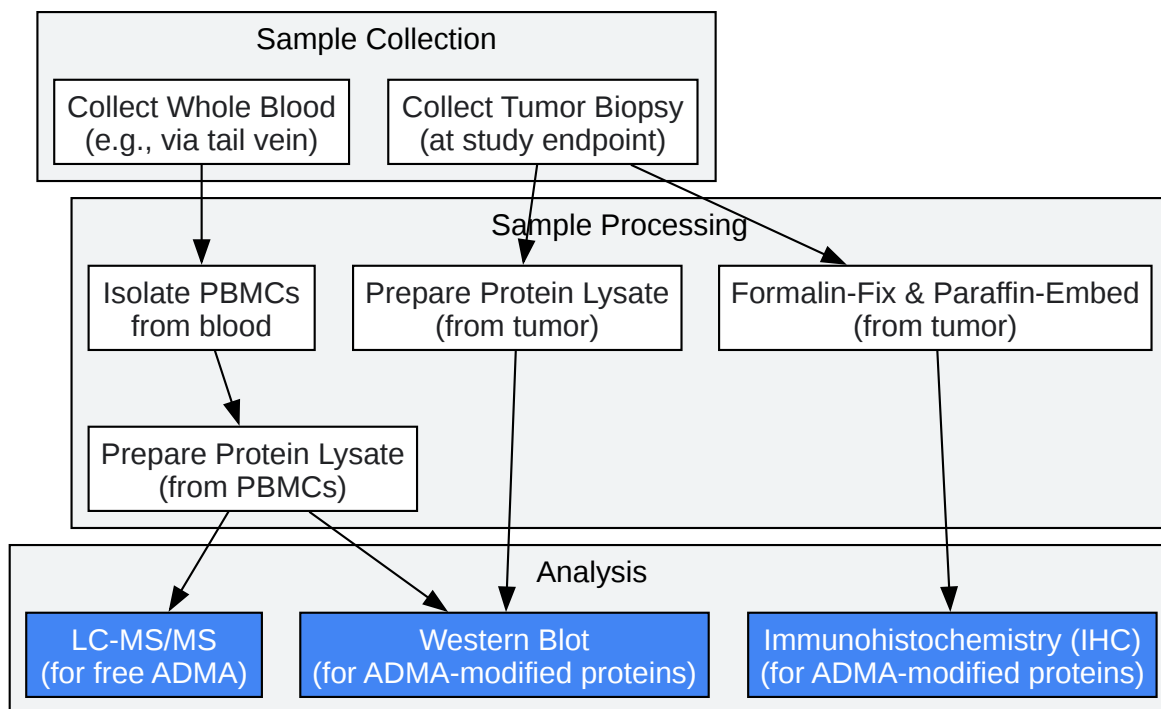 Sample Collection
Collect Whole Blood
(e.g., via tail vein)
Collect Tumor Biopsy
(at study endpoint)
Sample Processing
Isolate PBMCs
from blood
Prepare Protein Lysate
(from tumor)
Formalin-Fix & Paraffin-Embed
(from tumor)
Prepare Protein Lysate
(from PBMCs)
Analysis
LC-MS/MS
(for free ADMA)
Western Blot
(for ADMA-modified proteins)
Immunohistochemistry (IHC)
(for ADMA-modified proteins)